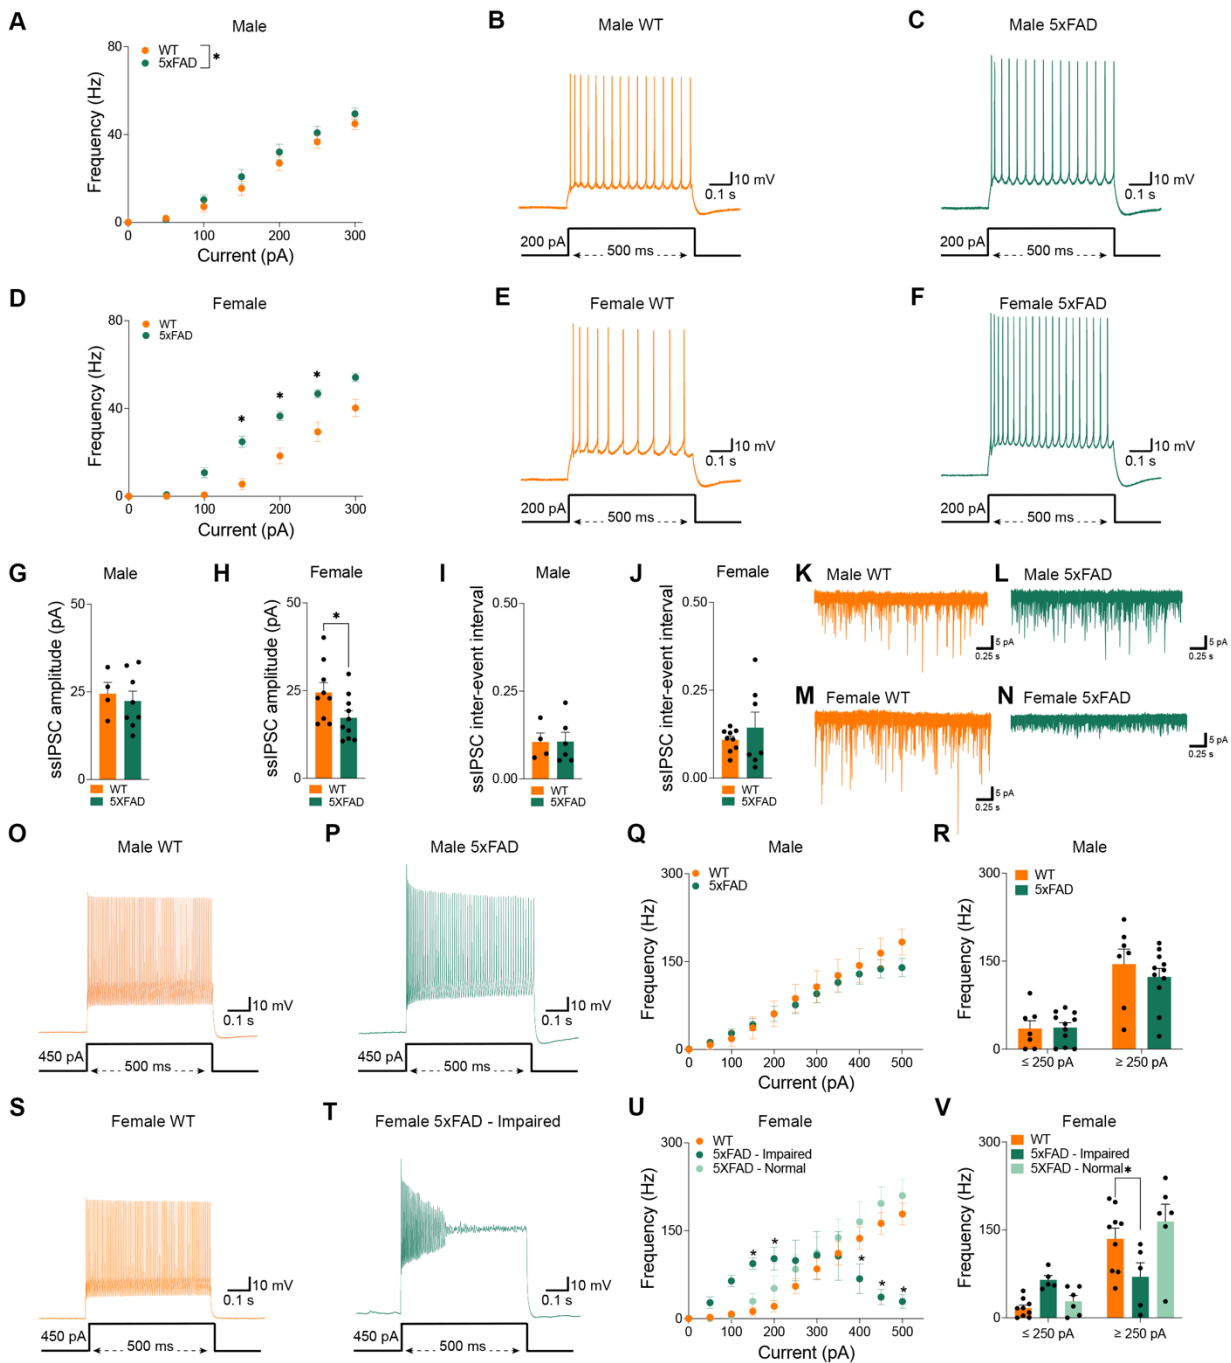 A
Male
80
40
0
Frequency (Hz)
WT
5xFAD
*
0 100 200 300
Current (pA)
B
Male WT
10 mV
0.1 s
200 pA
500 ms
C
Male 5xFAD
10 mV
0.1 s
200 pA
500 ms
D
Female
80
40
0
Frequency (Hz)
WT
5xFAD
* * *
0 100 200 300
Current (pA)
E
Female WT
10 mV
0.1 s
200 pA
500 ms
F
Female 5xFAD
10 mV
0.1 s
200 pA
500 ms
G
Male
50
25
0
ssIPSC amplitude (pA)
WT
5XFAD
H
Female
50
25
0
ssIPSC amplitude (pA)
*
WT
5XFAD
I
Male
0.50
0.25
0.00
ssIPSC inter-event interval
WT
5XFAD
J
Female
0.50
0.25
0.00
ssIPSC inter-event interval
WT
5XFAD
K
Male WT
5 pA
0.25 s
L
Male 5xFAD
5 pA
0.25 s
M
Female WT
5 pA
0.25 s
N
Female 5xFAD
5 pA
0.25 s
O
Male WT
10 mV
0.1 s
450 pA
500 ms
P
Male 5xFAD
10 mV
0.1 s
450 pA
500 ms
Q
Male
300
150
0
Frequency (Hz)
WT
5xFAD
0 100 200 300 400 500
Current (pA)
R
Male
300
150
0
Frequency (Hz)
WT
5xFAD
≤ 250 pA ≥ 250 pA
S
Female WT
10 mV
0.1 s
450 pA
500 ms
T
Female 5xFAD - Impaired
10 mV
0.1 s
450 pA
500 ms
U
Female
300
150
0
Frequency (Hz)
WT
5xFAD - Impaired
5XFAD - Normal
* * * * *
0 100 200 300 400 500
Current (pA)
V
Female
300
150
0
Frequency (Hz)
WT
5xFAD - Impaired
5XFAD - Normal
*
≤ 250 pA ≥ 250 pA